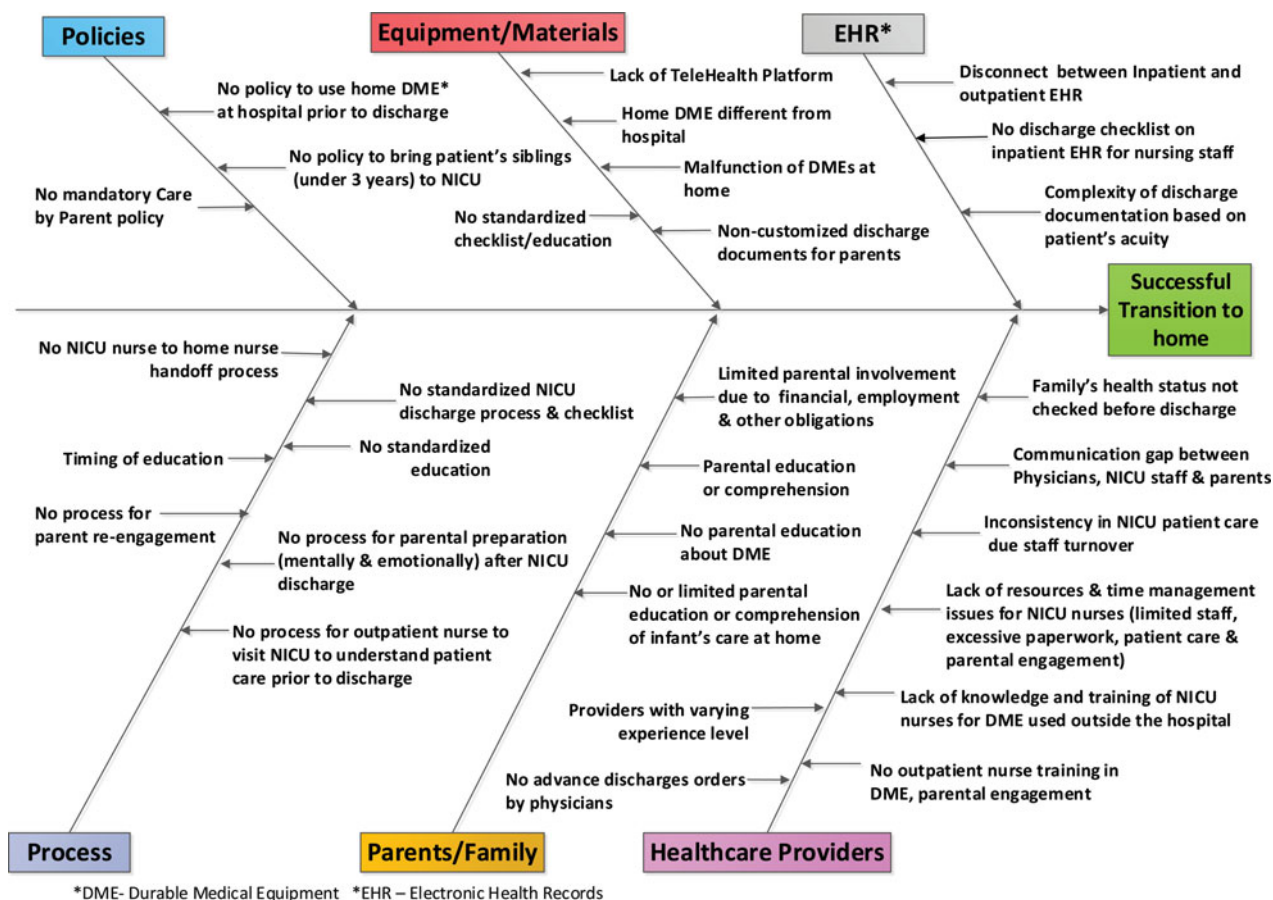 Policies
No policy to use home DME*
at hospital prior to discharge
No policy to bring patient's siblings
(under 3 years) to NICU
No mandatory Care
by Parent policy
Equipment/Materials
Lack of TeleHealth Platform
Home DME different from
hospital
Malfunction of DMEs at
home
No standardized
checklist/education
Non-customized discharge
documents for parents
EHR*
Disconnect between Inpatient and
outpatient EHR
No discharge checklist on
inpatient EHR for nursing staff
Complexity of discharge
documentation based on
patient's acuity
Successful
Transition to
home
No NICU nurse to home nurse
handoff process
No standardized NICU
discharge process & checklist
No standardized
education
Timing of education
No process for
parent re-engagement
No process for parental preparation
(mentally & emotionally) after NICU
discharge
No process for outpatient nurse to
visit NICU to understand patient
care prior to discharge
Process
Limited parental involvement
due to financial, employment
& other obligations
Parental education
or comprehension
No parental education
about DME
No or limited parental
education or comprehension
of infant's care at home
Parents/Family
Family's health status not
checked before discharge
Communication gap between
Physicians, NICU staff & parents
Inconsistency in NICU patient care
due staff turnover
Lack of resources & time management
issues for NICU nurses (limited staff,
excessive paperwork, patient care &
parental engagement)
Lack of knowledge and training of NICU
nurses for DME used outside the hospital
Providers with varying
experience level
No outpatient nurse training in
DME, parental engagement
No advance discharges orders
by physicians
Healthcare Providers
*DME- Durable Medical Equipment *EHR – Electronic Health Records